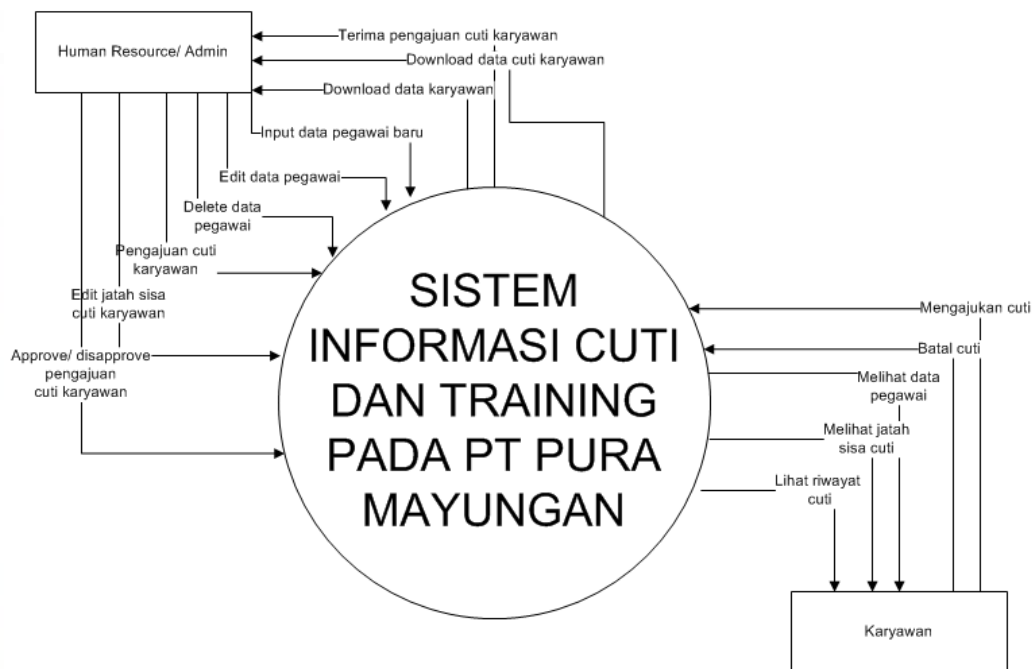 Human Resource/ Admin
Terima pengajuan cuti karyawan
Download data cuti karyawan
Download data karyawan
Input data pegawai baru
Edit data pegawai
Delete data
pegawai
Pengajuan cuti
karyawan
Edit jatah sisa
cuti karyawan
Approve/ disapprove
pengajuan
cuti karyawan
SISTEM
INFORMASI CUTI
DAN TRAINING
PADA PT PURA
MAYUNGAN
Mengajukan cuti
Batal cuti
Melihat data
pegawai
Melihat jatah
sisa cuti
Lihat riwayat
cuti
Karyawan